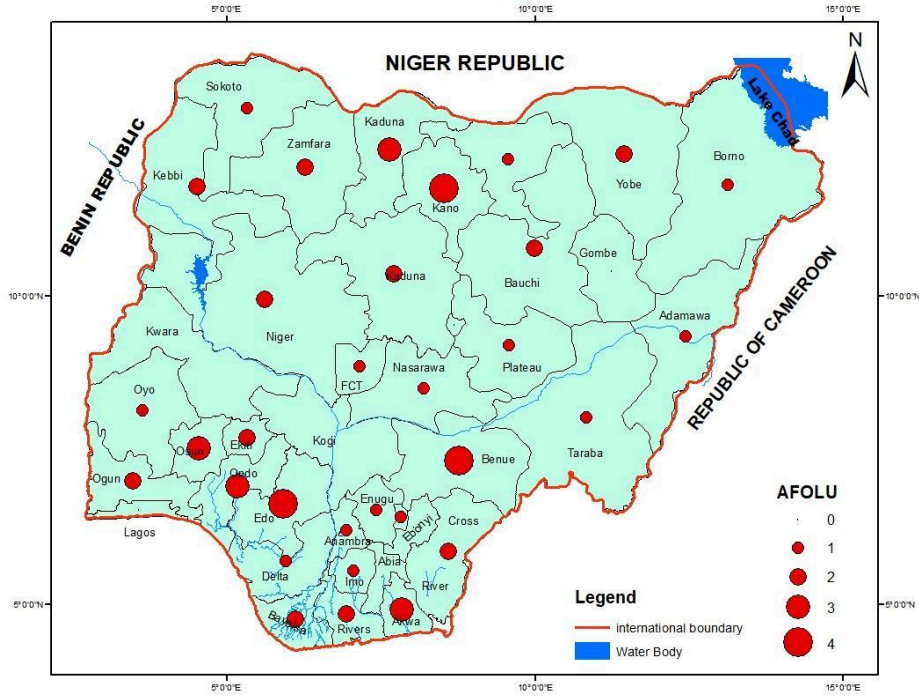 5°0'0"E 10°0'0"E 15°0'0"E
N
NIGER REPUBLIC
Lake Chad
Sokoto
Kaduna
Zamfara
Borno
BENIN REPUBLIC
Kebbi
Yobe
Kano
Gombe
Kaduna
Bauchi
10°0'0"N 10°0'0"N
Adamawa
Kwara
Niger
REPUBLIC OF CAMEROON
Nasarawa
Plateau
FCT
Oyo
Kogi
Osun
Ekiti
Benue
Taraba
Ogun
Ondo
AFOLU
Enugu
Edo
0
Lagos
Anambra
Ebonyi
Cross
1
Abia
Delta
Imo
River
2
5°0'0"N 5°0'0"N
Legend
3
Bayelsa
Rivers
Akwa
international boundary
4
Water Body
5°0'0"E 10°0'0"E 15°0'0"E